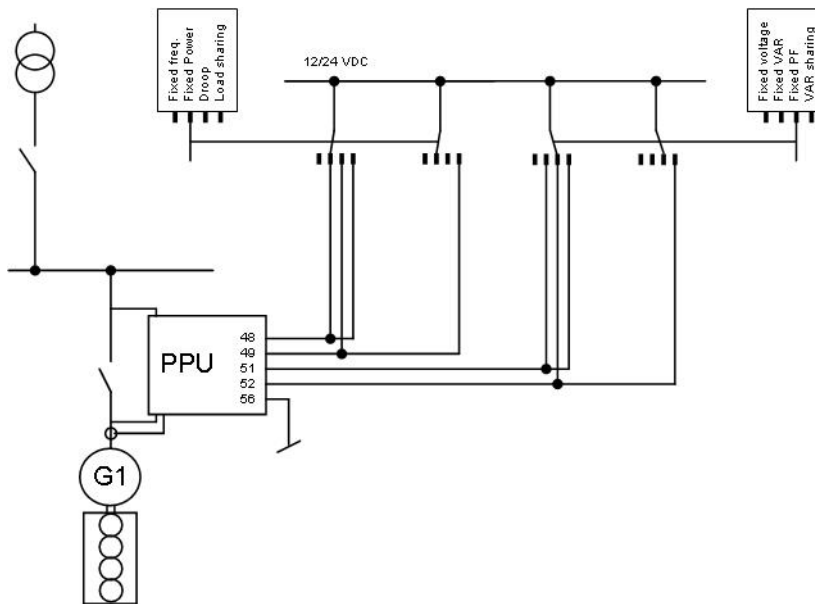 Fixed freq.
Fixed Power
Droop
Load sharing
12/24 VDC
Fixed voltage
Fixed VAR
Fixed PF
VAR sharing
PPU
48
49
51
52
56
G1